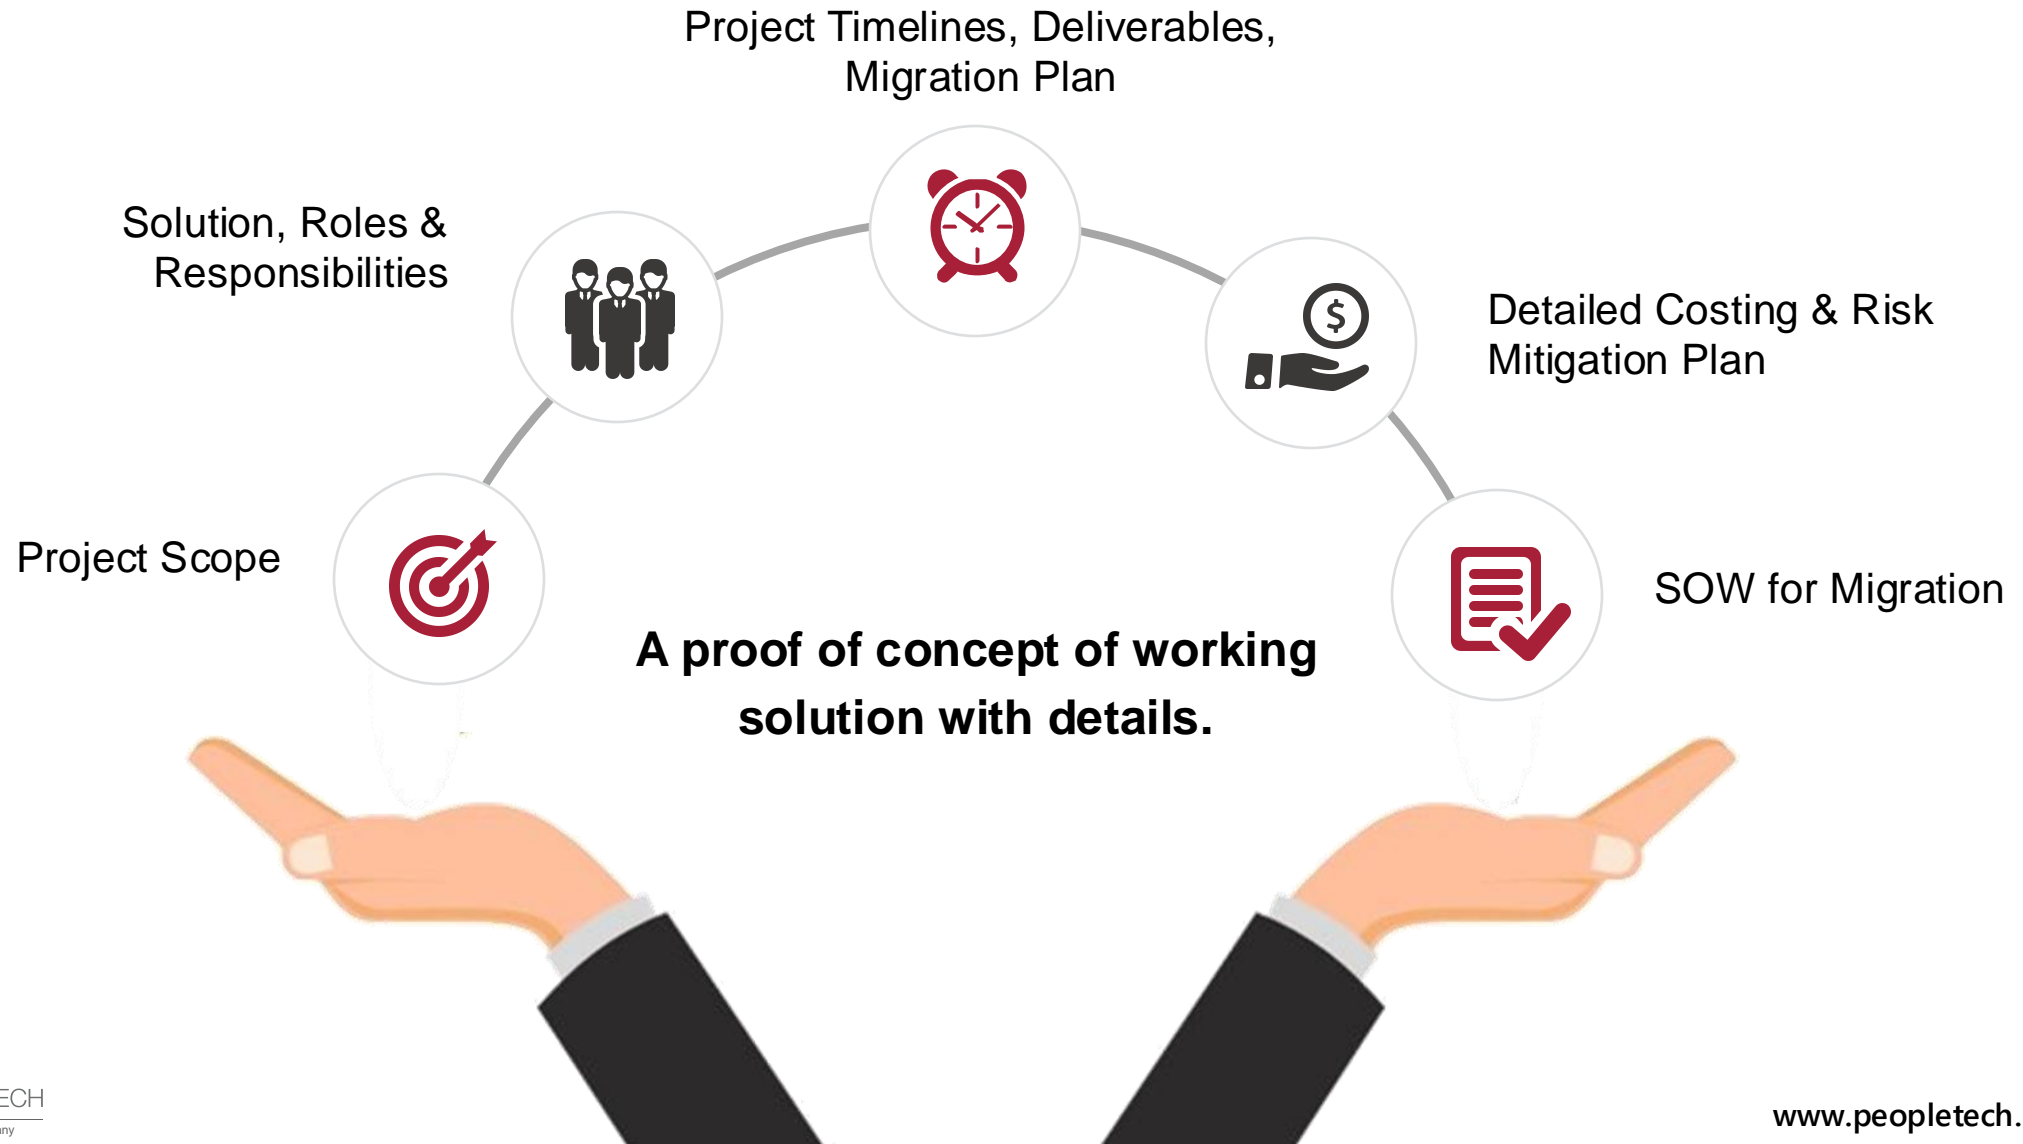 Project Timelines, Deliverables,
Migration Plan
Solution, Roles &
Responsibilities
Detailed Costing & Risk
Mitigation Plan
Project Scope
SOW for Migration
A proof of concept of working
solution with details.
$
www.peopletech.